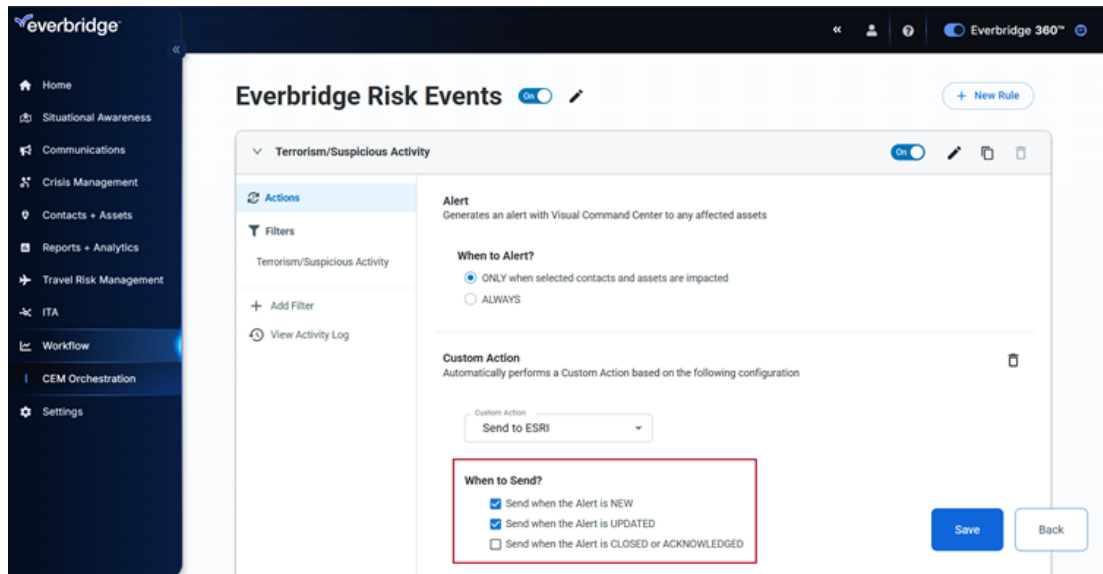 everbridge
Everbridge 360™
Home
Situational Awareness
Communications
Crisis Management
Contacts + Assets
Reports + Analytics
Travel Risk Management
ITA
Workflow
CEM Orchestration
Settings
Everbridge Risk Events
On
+ New Rule
Terrorism/Suspicious Activity
On
Actions
Filters
Terrorism/Suspicious Activity
+ Add Filter
View Activity Log
Alert
Generates an alert with Visual Command Center to any affected assets
When to Alert?
ONLY when selected contacts and assets are impacted
ALWAYS
Custom Action
Automatically performs a Custom Action based on the following configuration
Custom Action
Send to ESRI
When to Send?
Send when the Alert is NEW
Send when the Alert is UPDATED
Send when the Alert is CLOSED or ACKNOWLEDGED
Save
Back